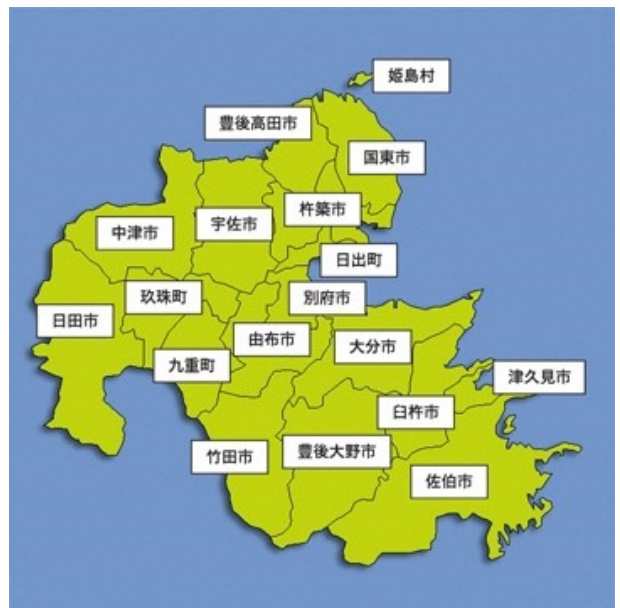 姫島村
豊後高田市
国東市
杵築市
宇佐市
中津市
日出町
玖珠町
別府市
日田市
由布市
大分市
九重町
津久見市
臼杵市
豊後大野市
竹田市
佐伯市